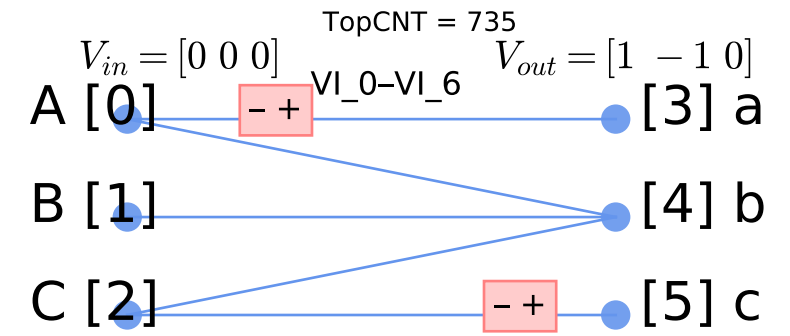 TopCNT = 735
V_in = [0 0 0]
V_out = [1 −1 0]
VI_0–VI_6
A [0]
– +
[3] a
B [1]
[4] b
C [2]
– +
[5] c